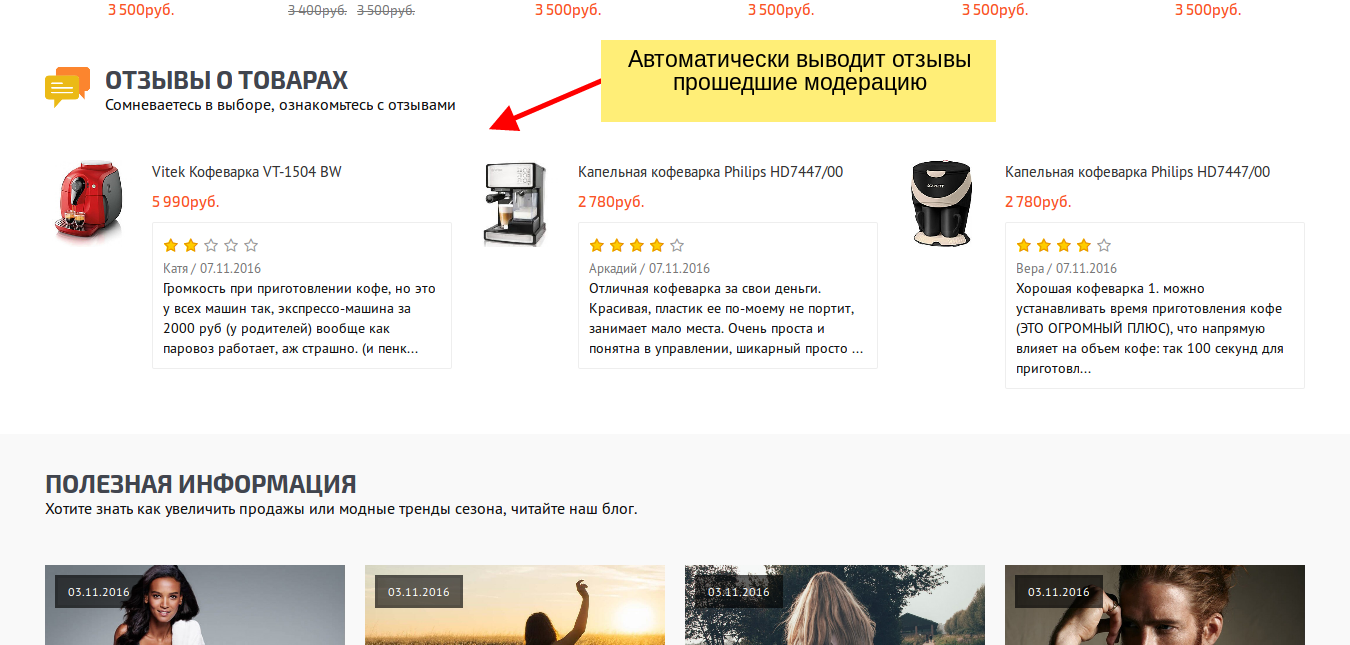 3 500руб.
3 400руб. 3 500руб.
3 500руб.
3 500руб.
3 500руб.
3 500руб.
ОТЗЫВЫ О ТОВАРАХ
Сомневаетесь в выборе, ознакомьтесь с отзывами
Автоматически выводит отзывы
прошедшие модерацию
Vitek Кофеварка VT-1504 BW
5 990руб.
Катя / 07.11.2016
Громкость при приготовлении кофе, но это
у всех машин так, экспрессо-машина за
2000 руб (у родителей) вообще как
паровоз работает, аж страшно. (и пенк...
Капельная кофеварка Philips HD7447/00
2 780руб.
Аркадий / 07.11.2016
Отличная кофеварка за свои деньги.
Красивая, пластик ее по-моему не портит,
занимает мало места. Очень проста и
понятна в управлении, шикарный просто ...
Капельная кофеварка Philips HD7447/00
2 780руб.
Вера / 07.11.2016
Хорошая кофеварка 1. можно
устанавливать время приготовления кофе
(ЭТО ОГРОМНЫЙ ПЛЮС), что напрямую
влияет на объем кофе: так 100 секунд для
приготовл...
ПОЛЕЗНАЯ ИНФОРМАЦИЯ
Хотите знать как увеличить продажы или модные тренды сезона, читайте наш блог.
03.11.2016
03.11.2016
03.11.2016
03.11.2016